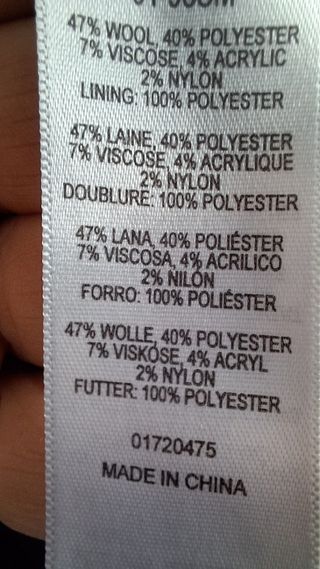 47% WOOL, 40% POLYESTER
7% VISCOSE, 4% ACRYLIC
2% NYLON
LINING: 100% POLYESTER
47% LAINE, 40% POLYESTER
7% VISCOSE, 4% ACRYLIQUE
2% NYLON
DOUBLURE: 100% POLYESTER
47% LANA, 40% POLIÉSTER
7% VISCOSA, 4% ACRILICO
2% NILÓN
FORRO: 100% POLIÉSTER
47% WOLLE, 40% POLYESTER
7% VISKOSE, 4% ACRYL
2% NYLON
FUTTER: 100% POLYESTER
01720475
MADE IN CHINA